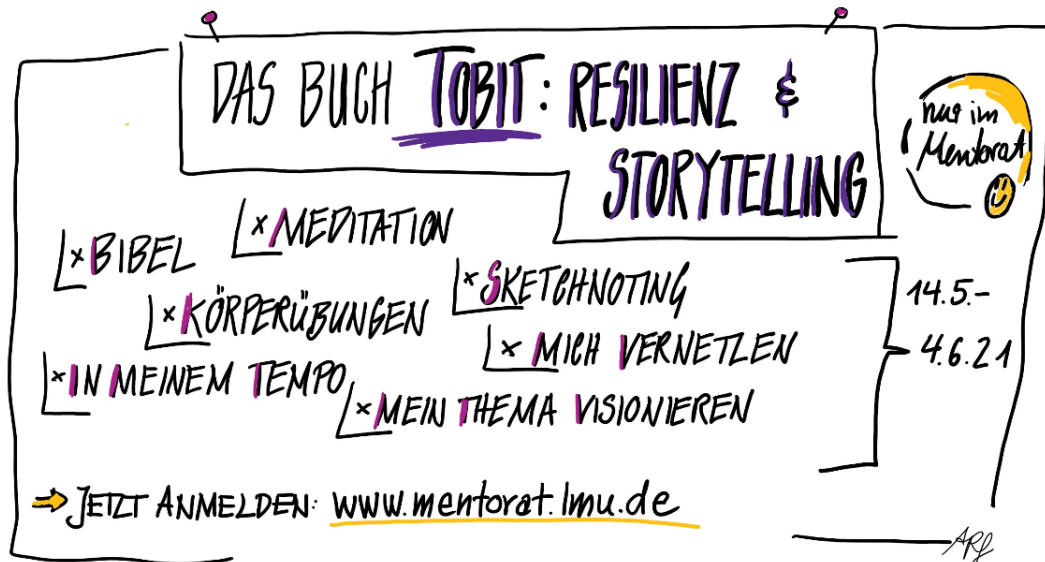 DAS BUCH TOBIT: RESILIENZ &
STORYTELLING
nur im
Mentorat
× MEDITATION
× BIBEL
× SKETCHNOTING
× KÖRPERÜBUNGEN
× MICH VERNETZEN
× IN MEINEM TEMPO
× MEIN THEMA VISIONIEREN
14.5.-
4.6.21
JETZT ANMELDEN: www.mentorat.lmu.de